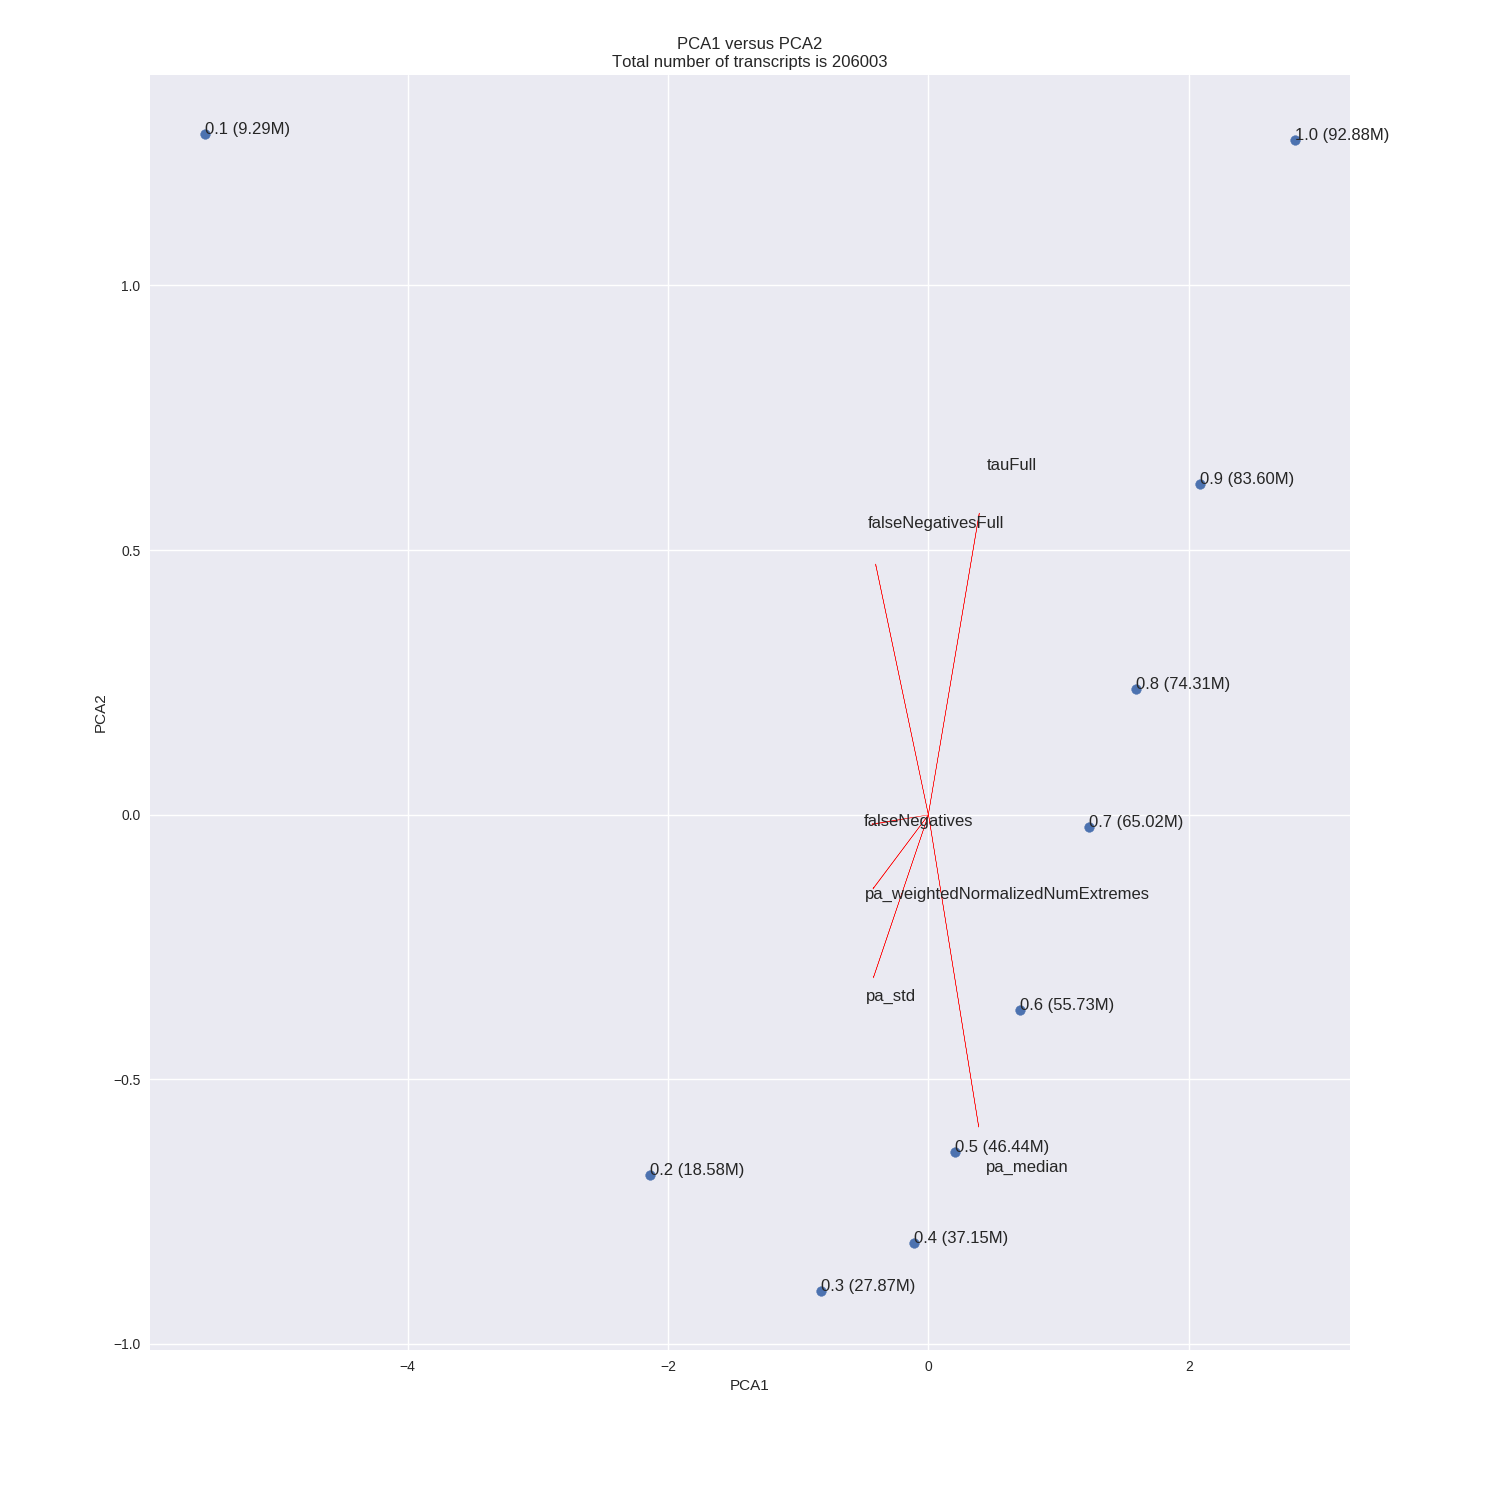 PCA1 versus PCA2
Total number of transcripts is 206003
0.1 (9.29M)
1.0 (92.88M)
1.0
tauFull
0.9 (83.60M)
falseNegativesFull
0.5
0.8 (74.31M)
PCA2
0.0
falseNegatives
0.7 (65.02M)
pa_weightedNormalizedNumExtremes
pa_std
0.6 (55.73M)
−0.5
0.5 (46.44M)
pa_median
0.2 (18.58M)
0.4 (37.15M)
0.3 (27.87M)
−1.0
−4 −2 0 2
PCA1